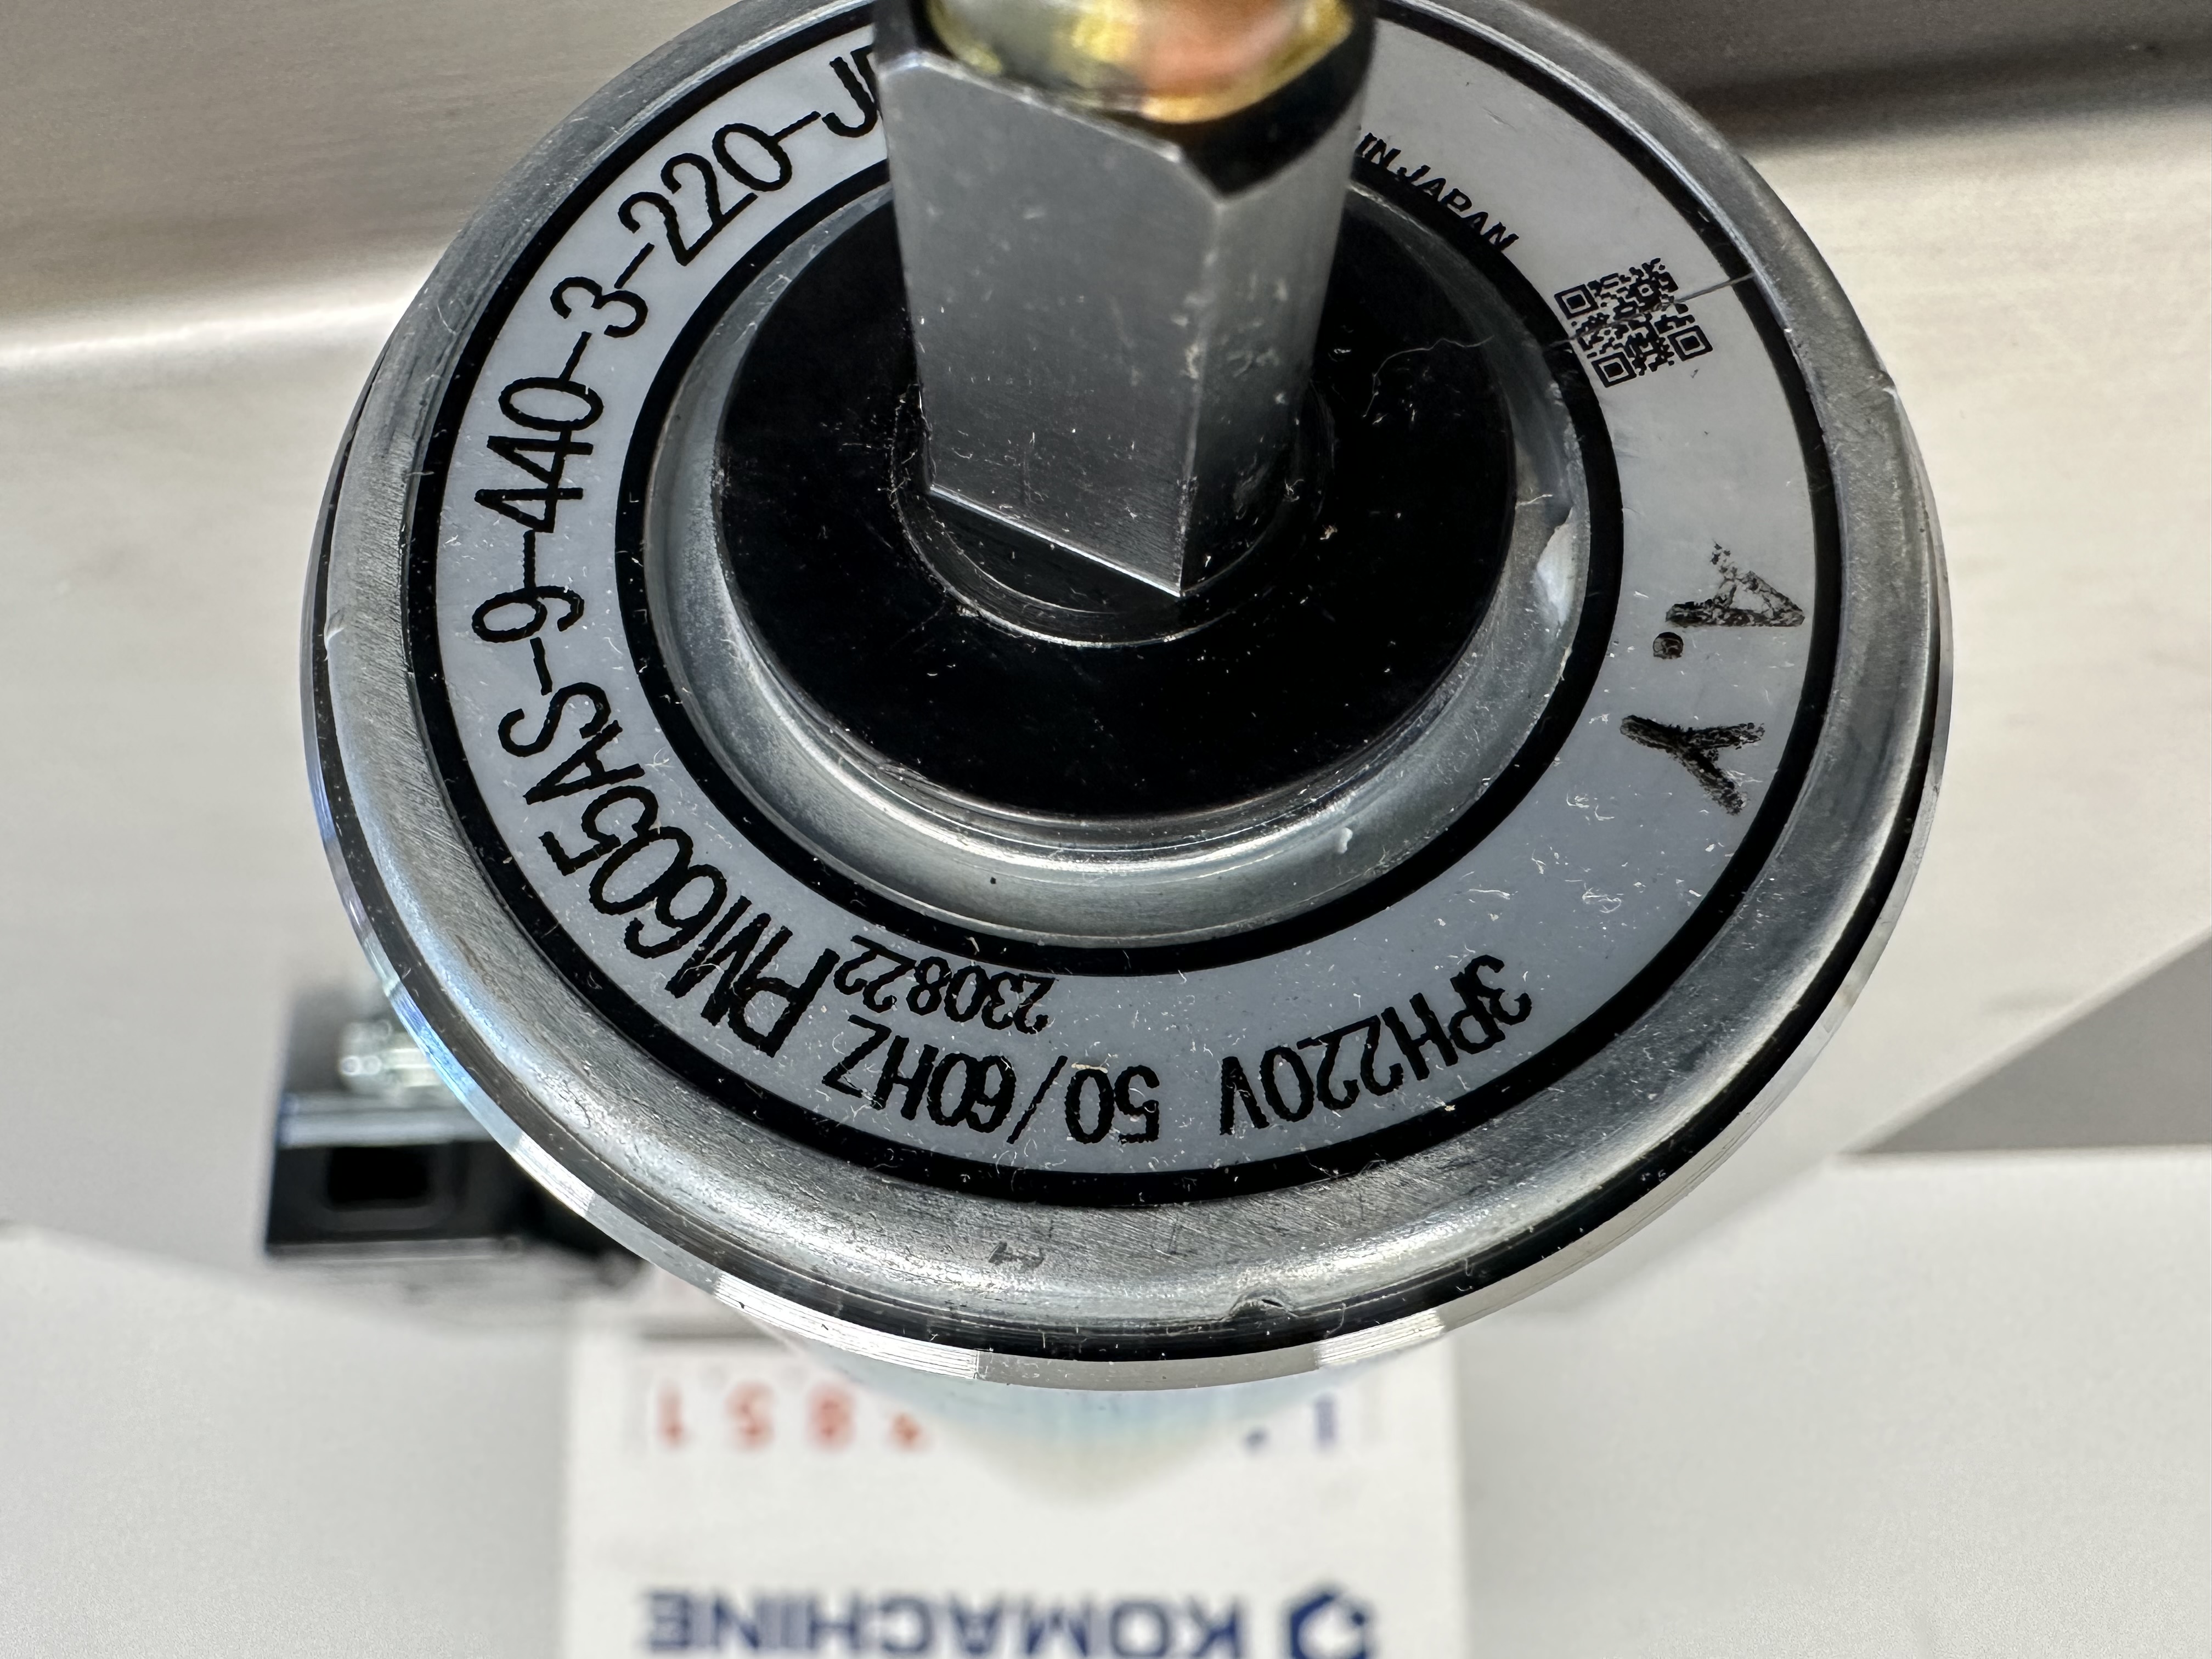 PM605AS-9-440-3-220-J
IN JAPAN
A.Y
3PH220V 50/60HZ
230822
KOMACHINE